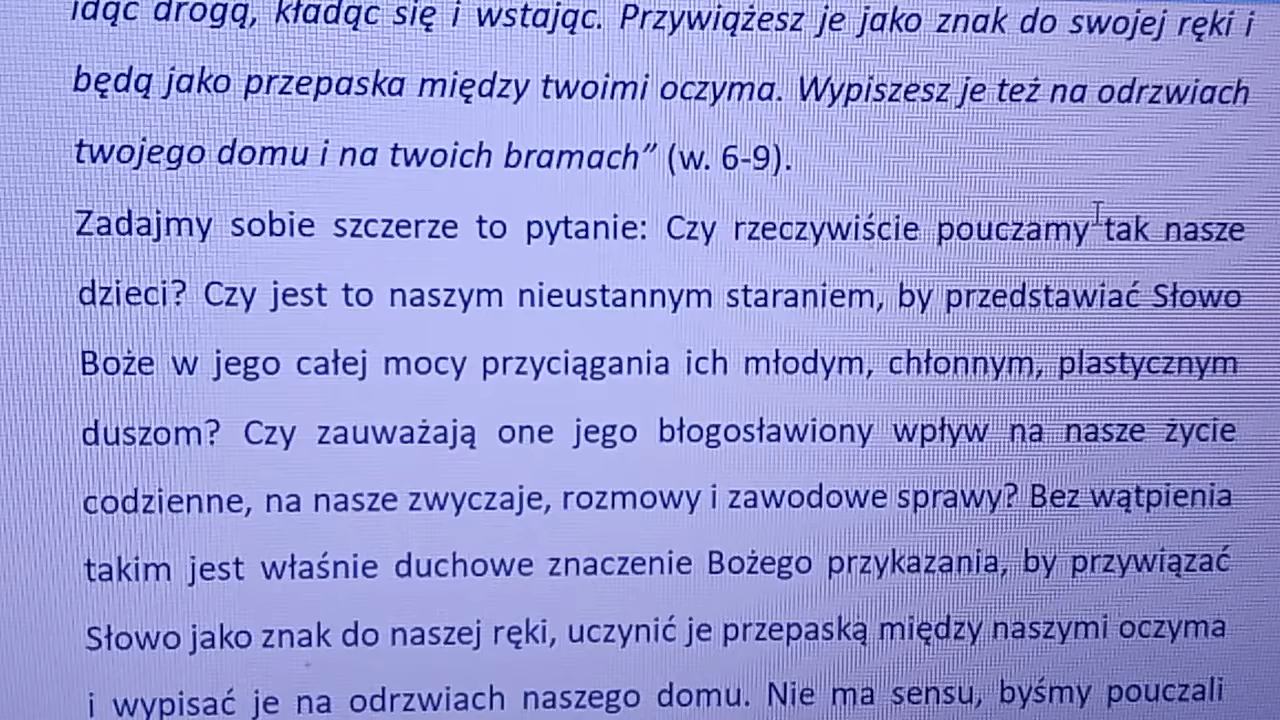 idąc drogą, kładąc się i wstając. Przywiążesz je jako znak do swojej ręki i
będą jako przepaska między twoimi oczyma. Wypiszesz je też na odrzwiach
twojego domu i na twoich bramach” (w. 6-9).
Zadajmy sobie szczerze to pytanie: Czy rzeczywiście pouczamy tak nasze
dzieci? Czy jest to naszym nieustannym staraniem, by przedstawiać Słowo
Boże w jego całej mocy przyciągania ich młodym, chłonnym, plastycznym
duszom? Czy zauważają one jego błogosławiony wpływ na nasze życie
codzienne, na nasze zwyczaje, rozmowy i zawodowe sprawy? Bez wątpienia
takim jest właśnie duchowe znaczenie Bożego przykazania, by przywiązać
Słowo jako znak do naszej ręki, uczynić je przepaską między naszymi oczyma
i wypisać je na odrzwiach naszego domu. Nie ma sensu, byśmy pouczali